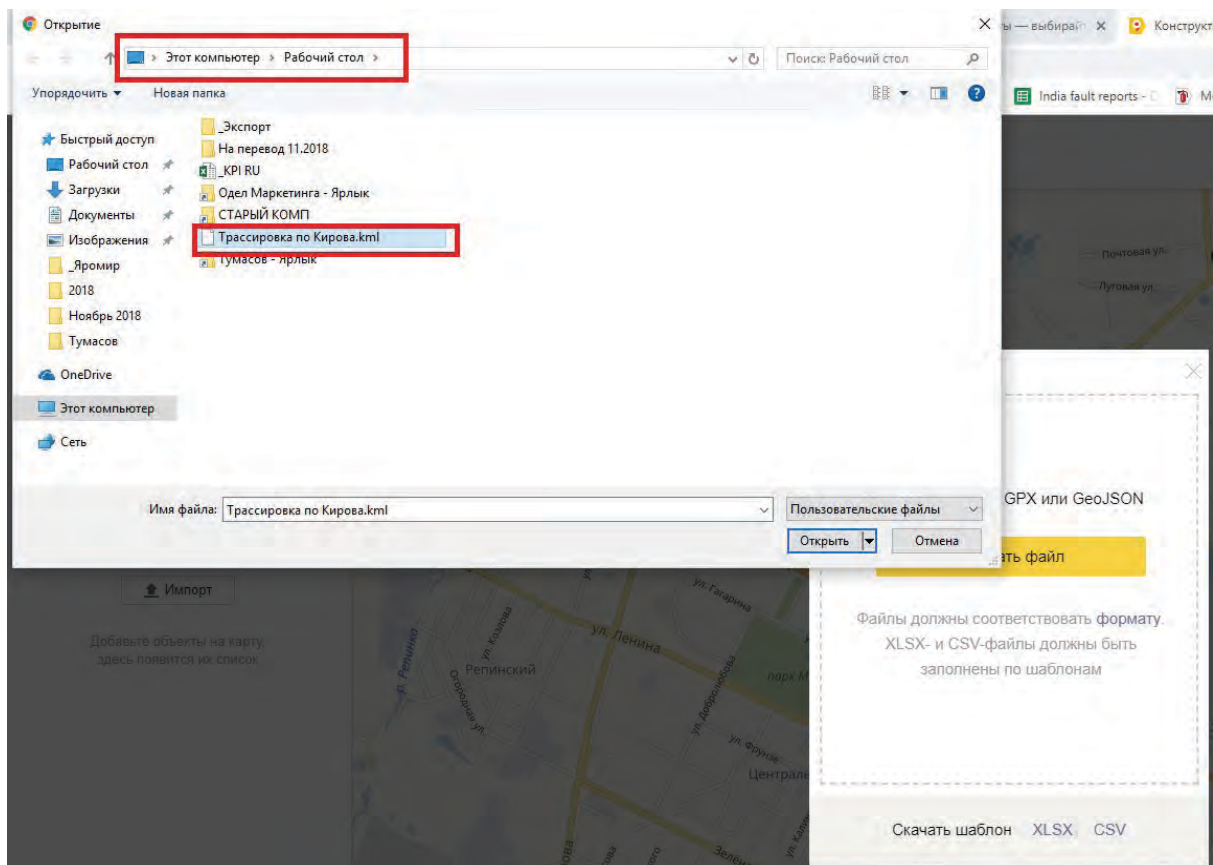 Открытие
ы — выбирай
Конструкт
Этот компьютер › Рабочий стол ›
Поиск: Рабочий стол
Упорядочить
Новая папка
India fault reports -
Быстрый доступ
Рабочий стол
Загрузки
Документы
Изображения
_Яромир
2018
Ноябрь 2018
Тумасов
OneDrive
Этот компьютер
Сеть
_Экспорт
На перевод 11.2018
_KPI RU
Одел Маркетинга - Ярлык
СТАРЫЙ КОМП
Трассировка по Кирова.kml
Тумасов - Ярлык
Почтовая ул.
Луговая ул.
Имя файла: Трассировка по Кирова.kml
Пользовательские файлы
Открыть
Отмена
GPX или GeoJSON
ать файл
Файлы должны соответствовать формату.
XLSX- и CSV-файлы должны быть
заполнены по шаблонам
Скачать шаблон XLSX CSV
Импорт
Добавьте объекты на карту,
здесь появится их список
р. Репинка
ул. Козлова
Репинский
Огородная ул.
ул. Ленина
ул. Гагарина
ул. Добролюбова
парк М
ул. Фрунзе
Централь